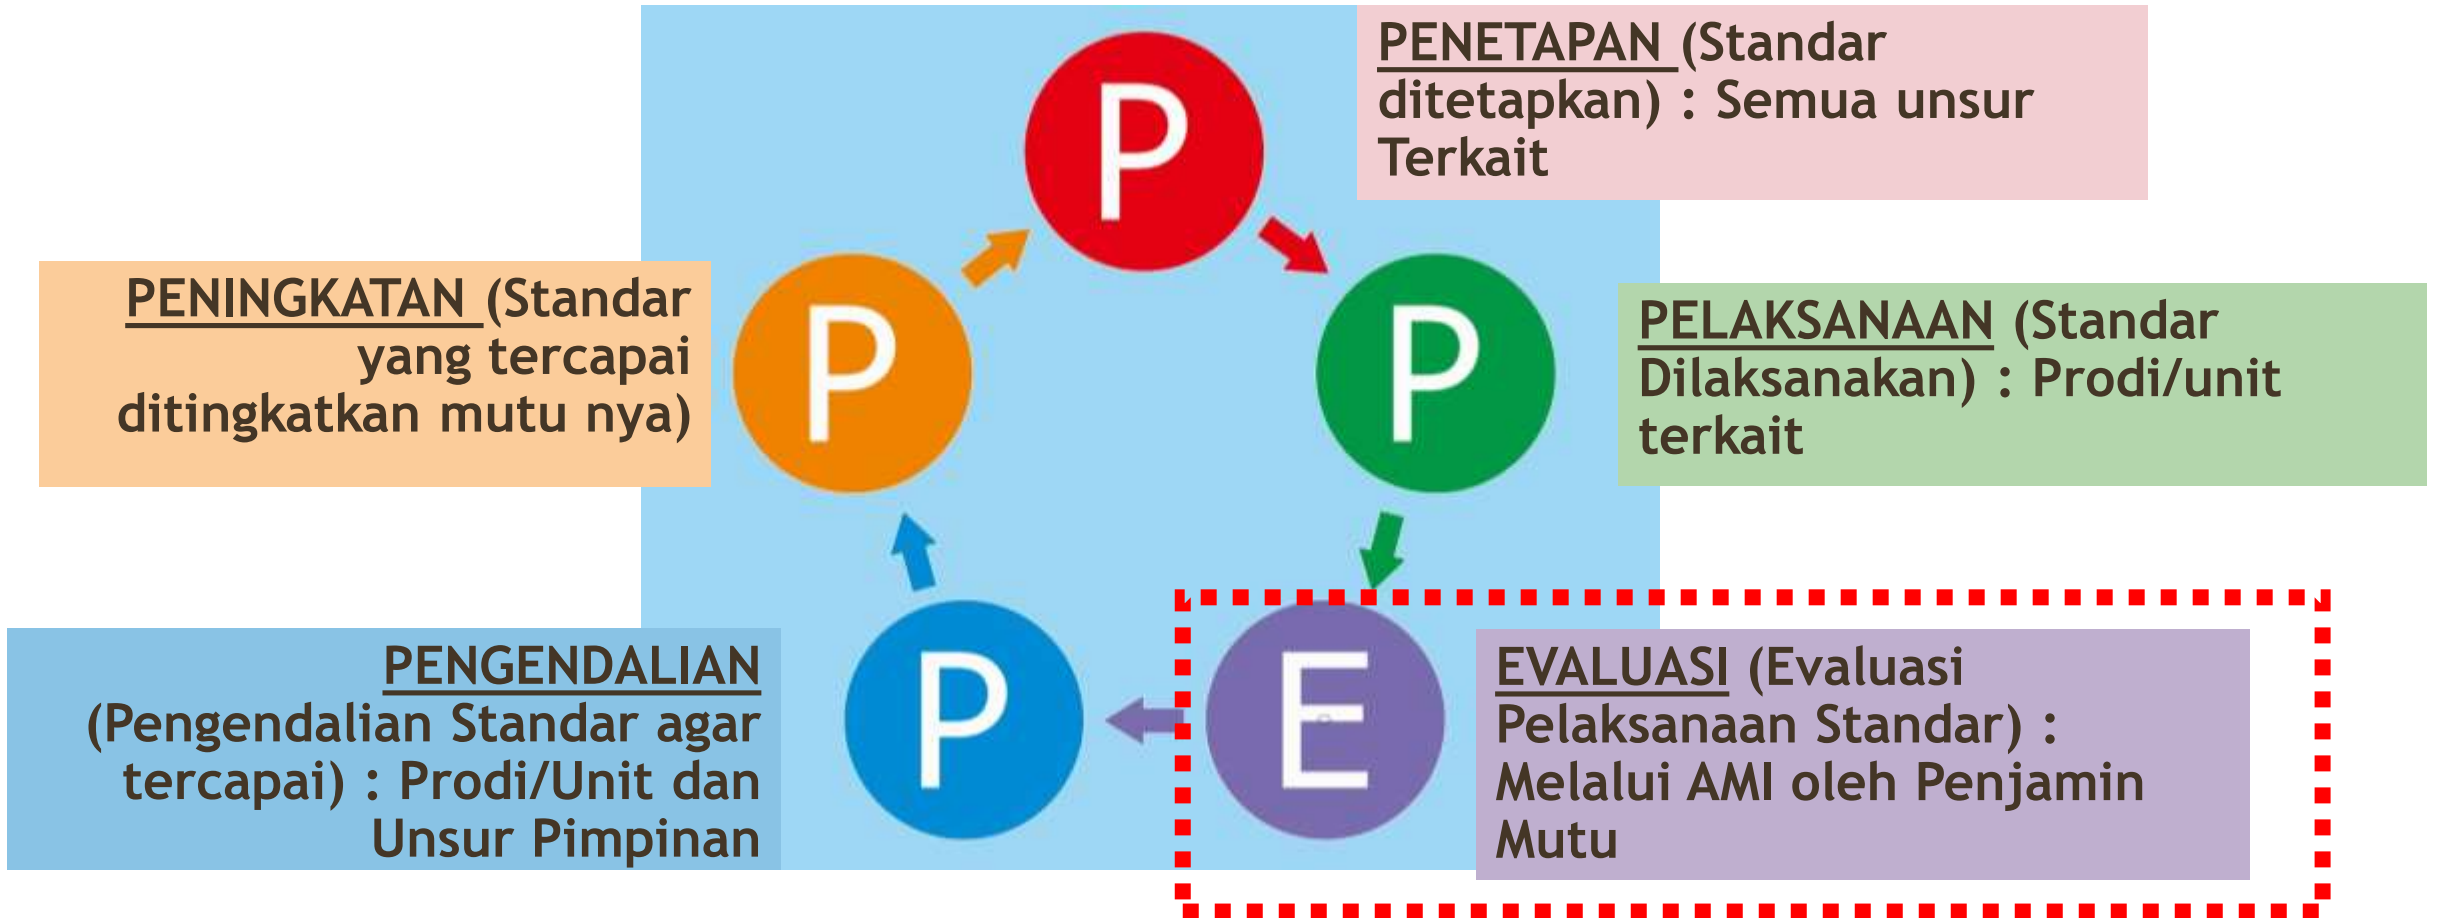 P
PENETAPAN (Standar
ditetapkan) : Semua unsur
Terkait
P
PELAKSANAAN (Standar
Dilaksanakan) : Prodi/unit
terkait
E
EVALUASI (Evaluasi
Pelaksanaan Standar) :
Melalui AMI oleh Penjamin
Mutu
P
PENGENDALIAN
(Pengendalian Standar agar
tercapai) : Prodi/Unit dan
Unsur Pimpinan
P
PENINGKATAN (Standar
yang tercapai
ditingkatkan mutu nya)